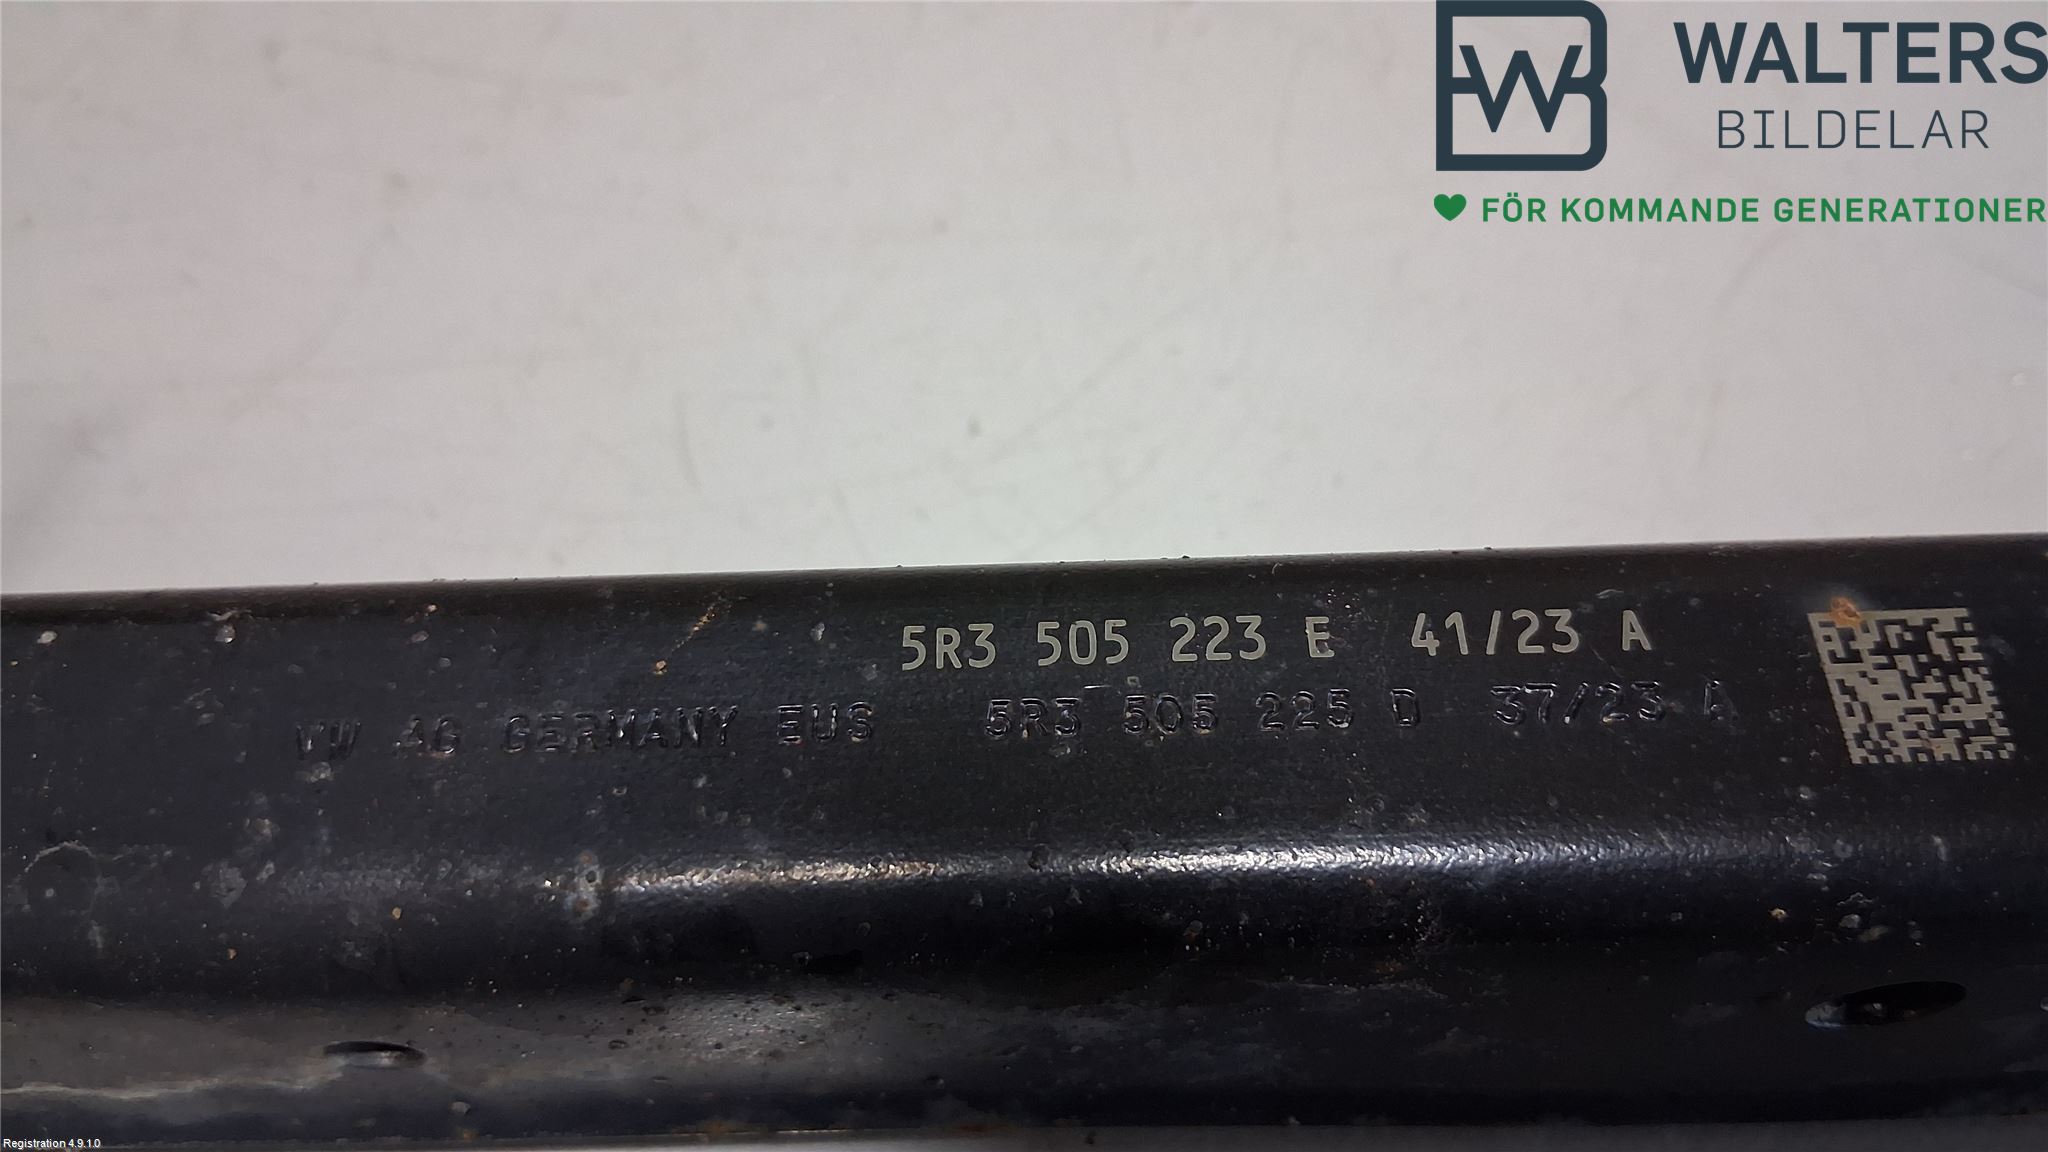 WB
WALTERS
BILDELAR
FÖR KOMMANDE GENERATIONER
5R3 505 223 E 41/23 A
VW AG GERMANY EUS 5R3 505 225 D 37/23 A
Registration 4.9.1.0